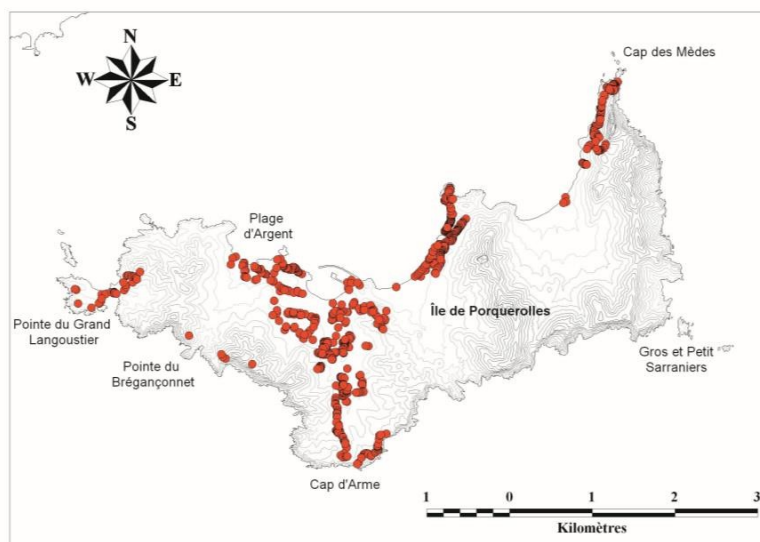 N
W E
S
Cap des Mèdes
Plage
d'Argent
Île de Porquerolles
Pointe du Grand
Langoustier
Pointe du
Brégançonnet
Gros et Petit
Sarraniers
Cap d'Arme
1 0 1 2 3
Kilomètres